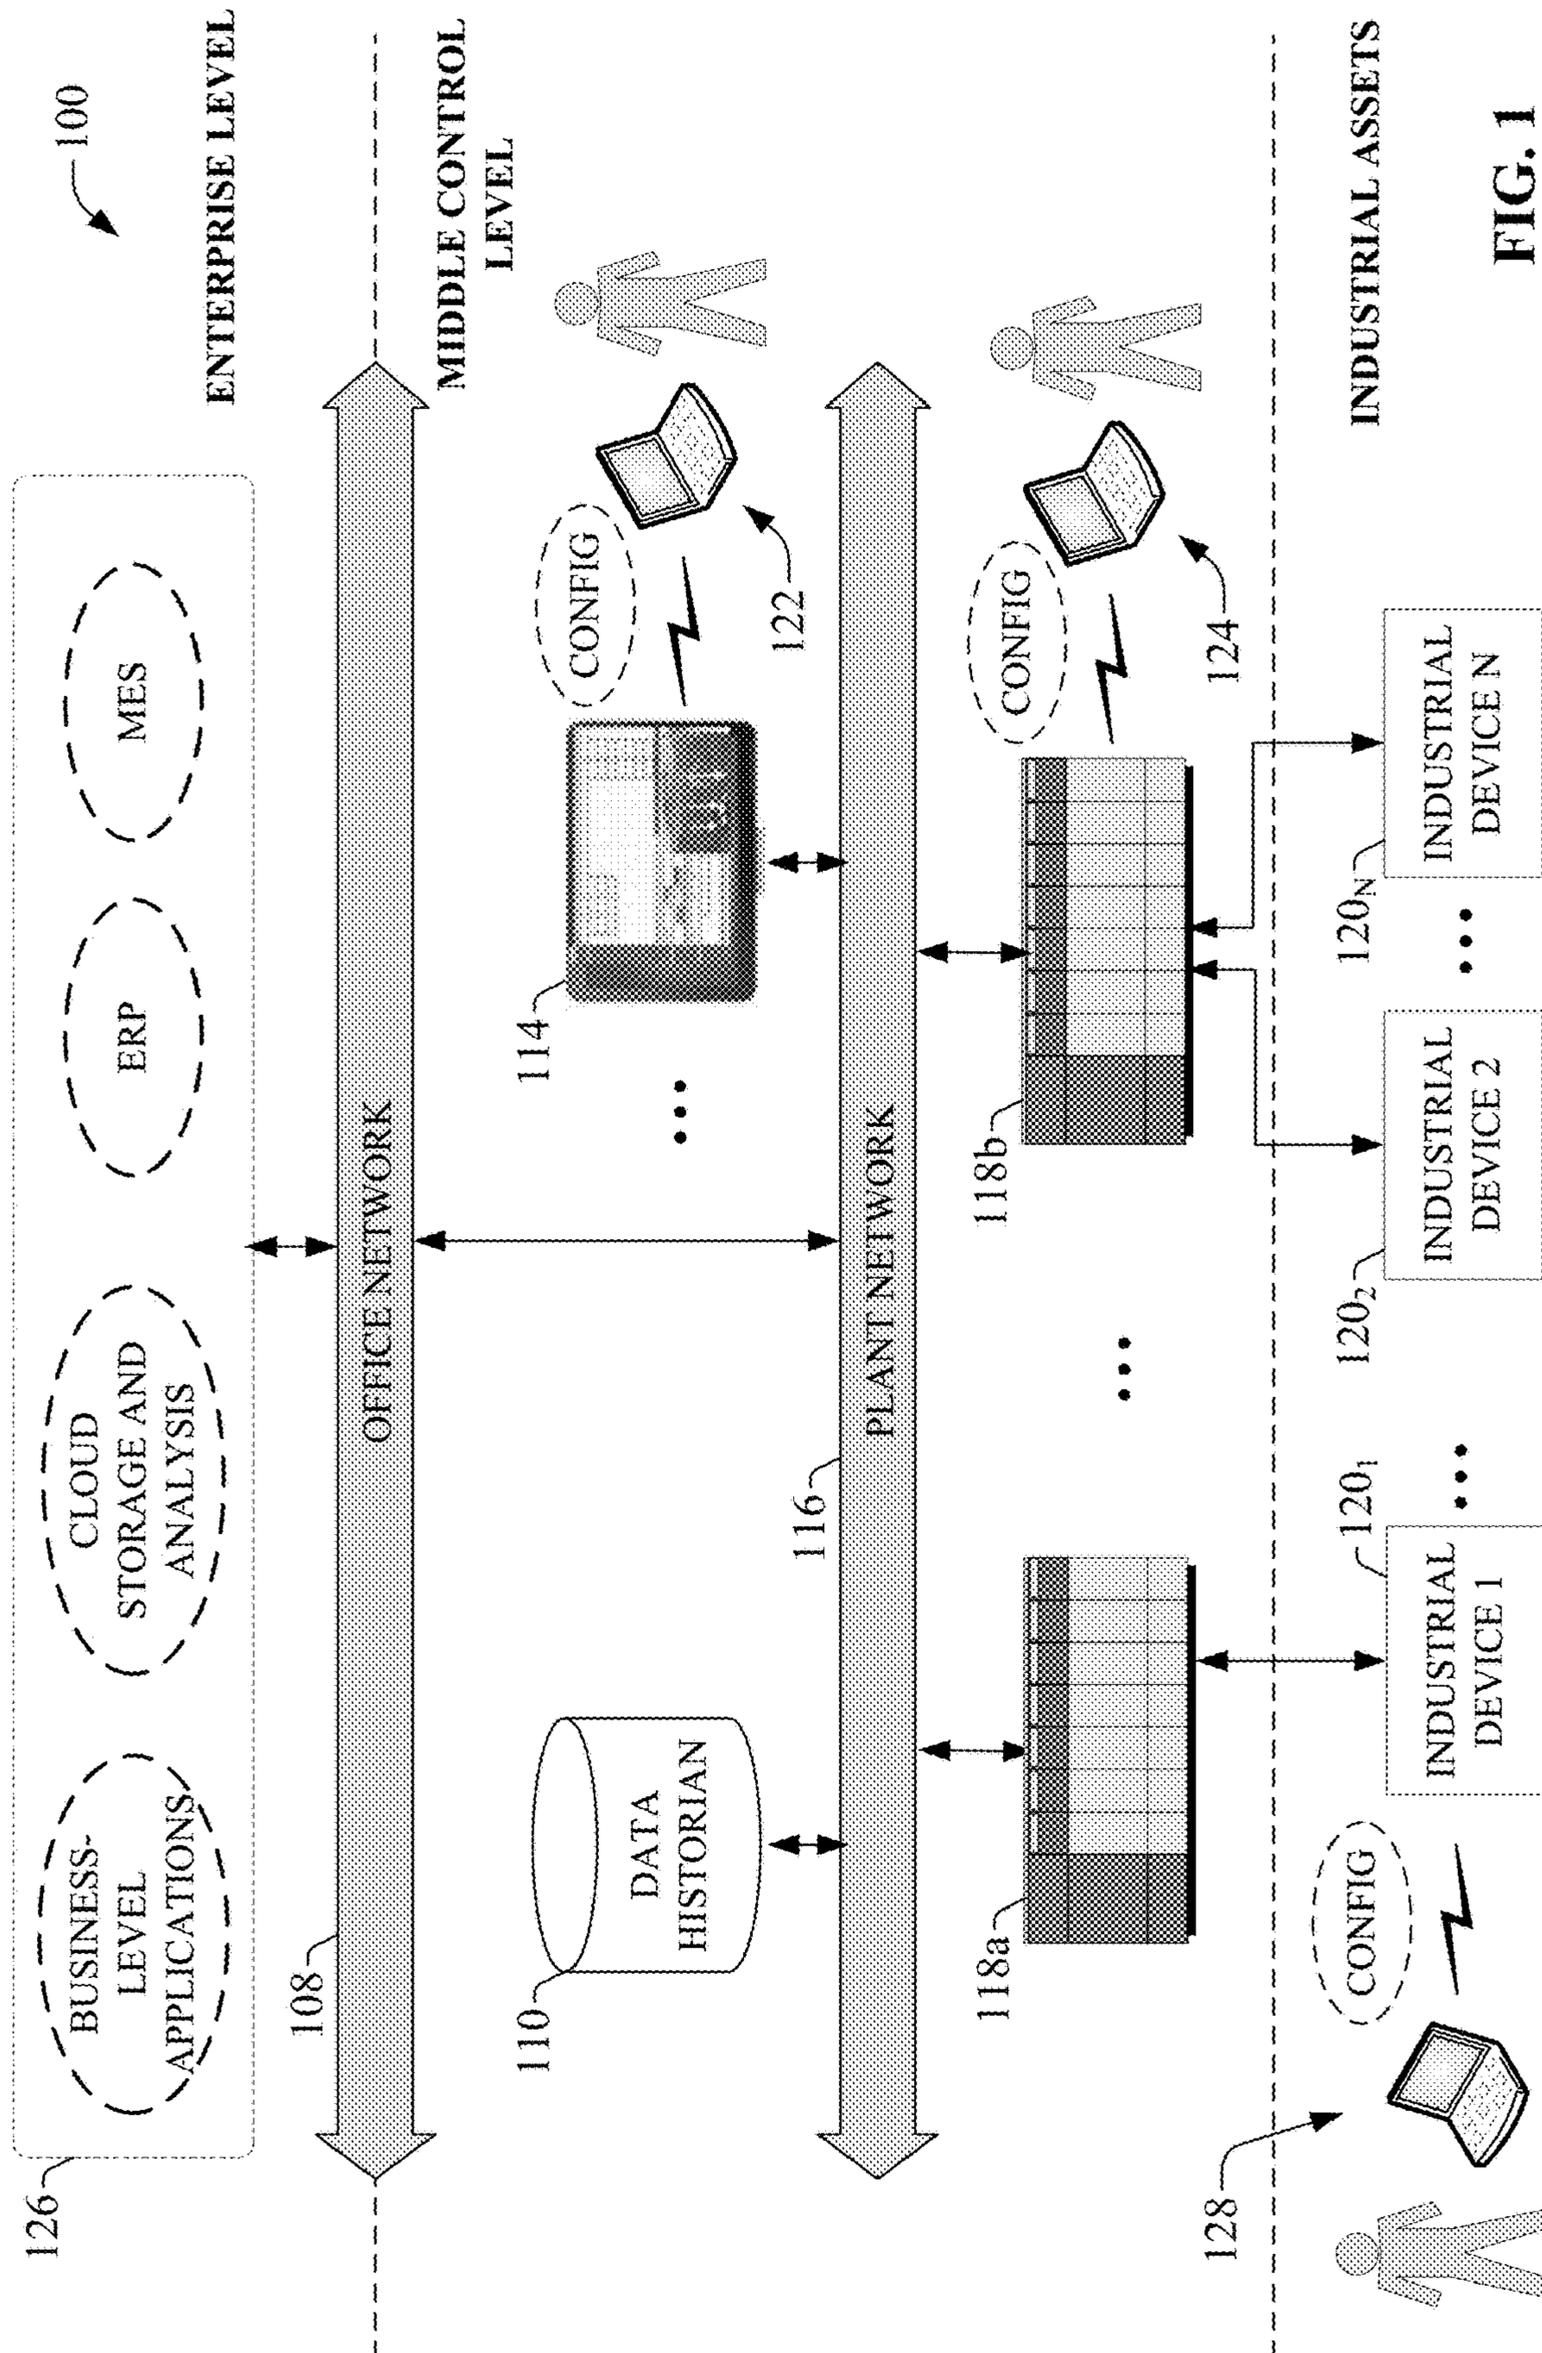 100
ENTERPRISE LEVEL
126
BUSINESS-
LEVEL
APPLICATIONS
CLOUD
STORAGE AND
ANALYSIS
ERP
MES
108
OFFICE NETWORK
MIDDLE CONTROL
LEVEL
110
DATA
HISTORIAN
114
CONFIG
122
116
PLANT NETWORK
118a
118b
CONFIG
124
INDUSTRIAL ASSETS
128
CONFIG
120₁
INDUSTRIAL
DEVICE 1
120₂
INDUSTRIAL
DEVICE 2
120N
INDUSTRIAL
DEVICE N
FIG. 1